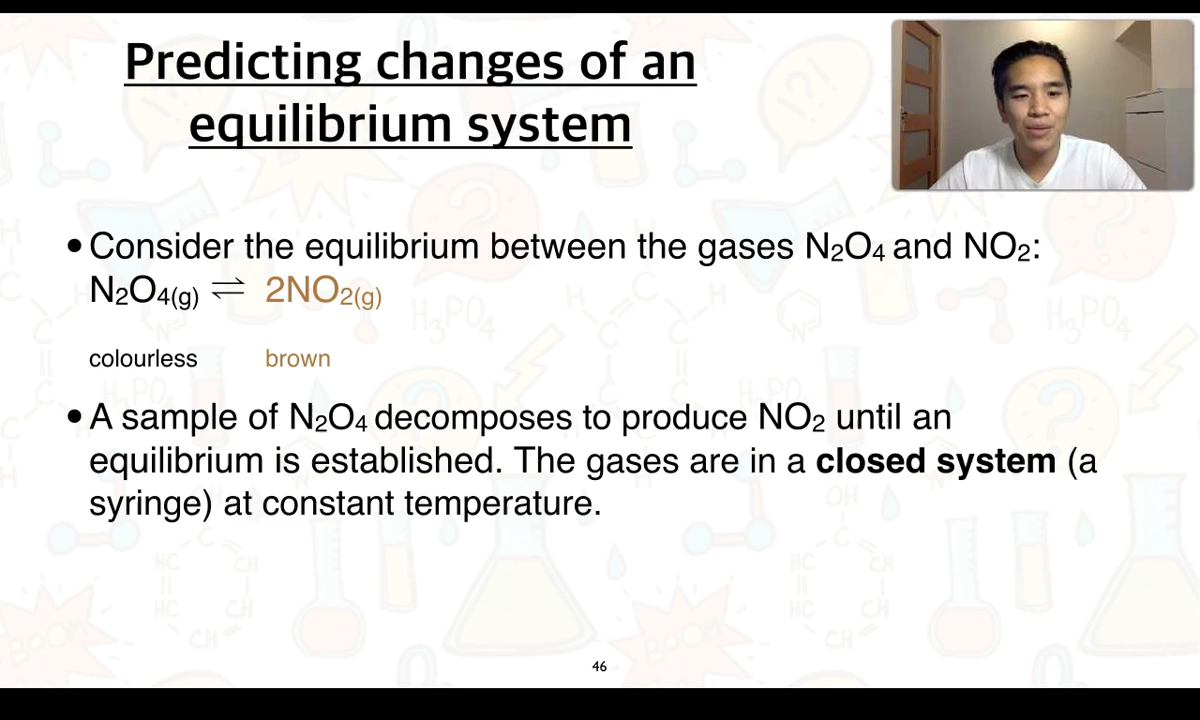 Predicting changes of an
equilibrium system
• Consider the equilibrium between the gases N₂O₄ and NO₂:
N₂O₄(g) ⇌ 2NO₂(g)
colourless brown
• A sample of N₂O₄ decomposes to produce NO₂ until an
equilibrium is established. The gases are in a closed system (a
syringe) at constant temperature.
46